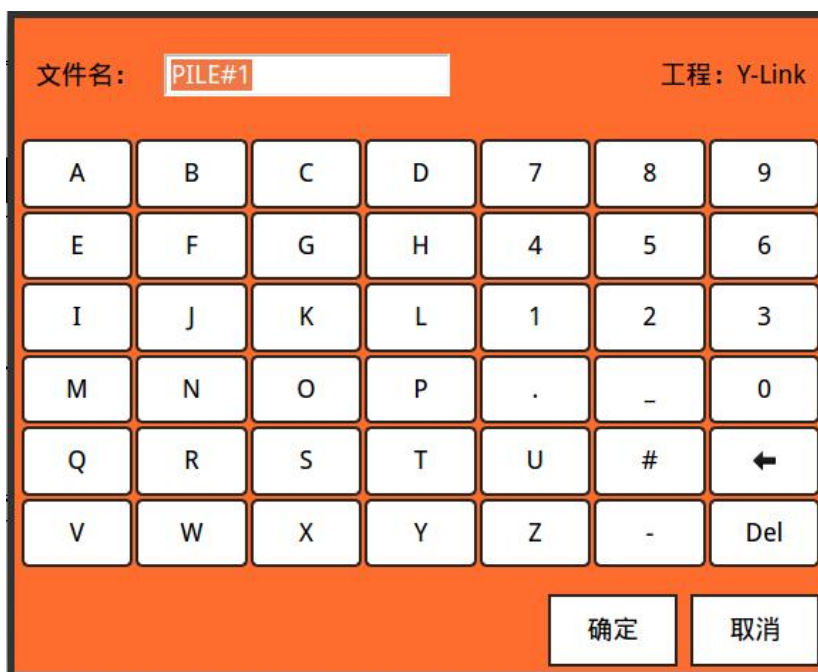 文件名： PILE#1 工程：Y-Link
A B C D 7 8 9
E F G H 4 5 6
I J K L 1 2 3
M N O P . _ 0
Q R S T U # ⬅
V W X Y Z - Del
确定 取消